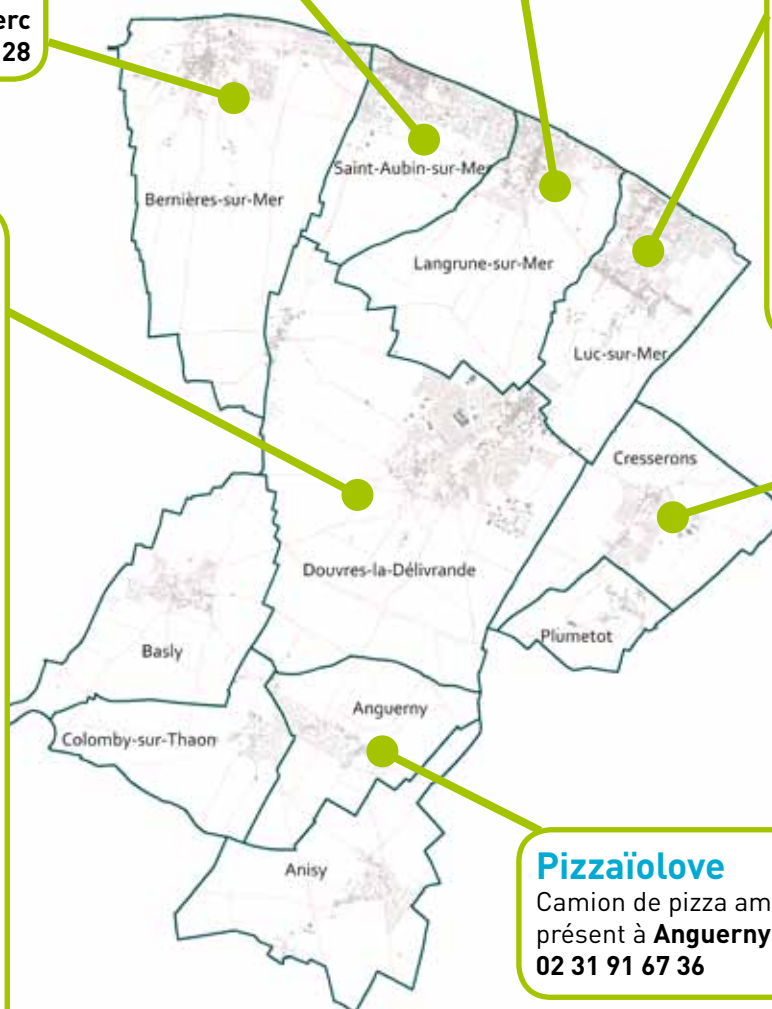 erc
28
Saint-Aubin-sur-Mer
Bernières-sur-Mer
Langrune-sur-Mer
Luc-sur-Mer
Cresserons
Douvres-la-Délivrande
Plumetot
Basly
Anguerny
Colomby-sur-Thaon
Anisy
Pizzaïolove
Camion de pizza am
présent à Anguerny
02 31 91 67 36